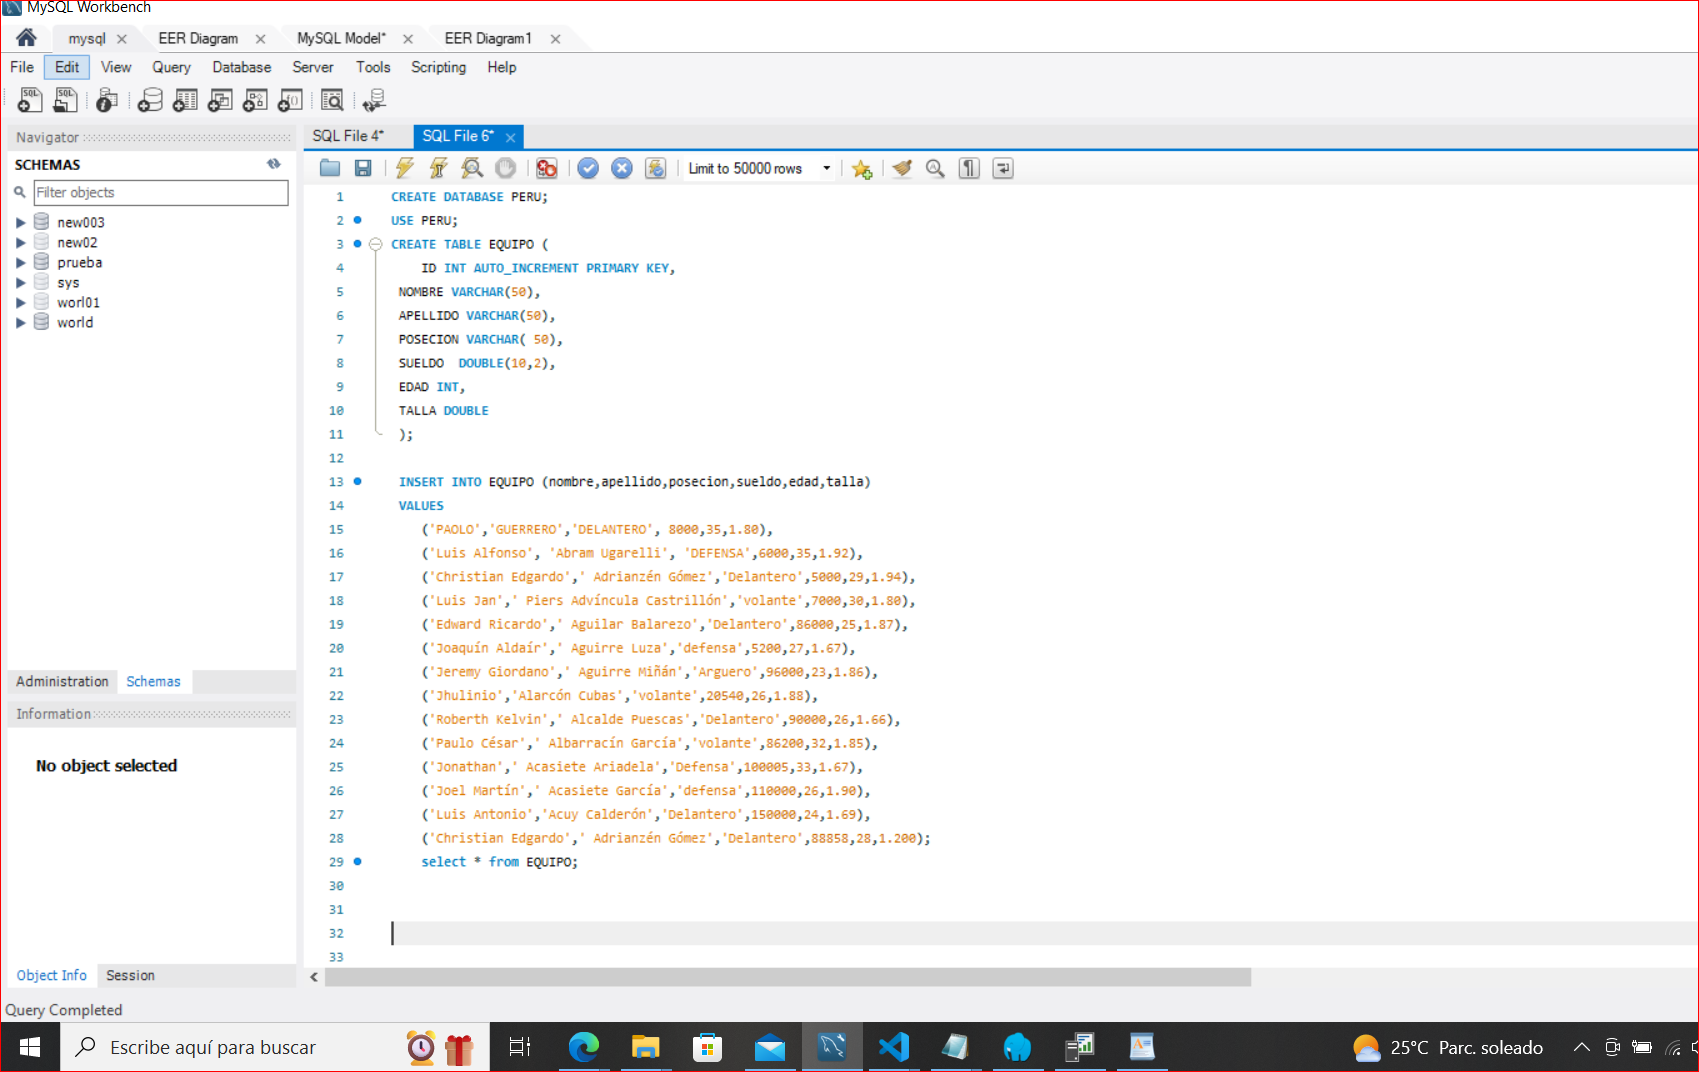 MySQL Workbench
mysql
EER Diagram
MySQL Model*
EER Diagram1
File Edit View Query Database Server Tools Scripting Help
Navigator
SQL File 4*
SQL File 6*
SCHEMAS
Limit to 50000 rows
Filter objects
new003
new02
prueba
sys
worl01
world
1 CREATE DATABASE PERU;
2 USE PERU;
3 CREATE TABLE EQUIPO (
4 ID INT AUTO_INCREMENT PRIMARY KEY,
5 NOMBRE VARCHAR(50),
6 APELLIDO VARCHAR(50),
7 POSECION VARCHAR( 50),
8 SUELDO  DOUBLE(10,2),
9 EDAD INT,
10 TALLA DOUBLE
11 );
12
13 INSERT INTO EQUIPO (nombre,apellido,posecion,sueldo,edad,talla)
14 VALUES
15 ('PAOLO','GUERRERO','DELANTERO', 8000,35,1.80),
16 ('Luis Alfonso', 'Abram Ugarelli', 'DEFENSA',6000,35,1.92),
17 ('Christian Edgardo',' Adrianzén Gómez','Delantero',5000,29,1.94),
18 ('Luis Jan',' Piers Advíncula Castrillón','volante',7000,30,1.80),
19 ('Edward Ricardo',' Aguilar Balarezo','Delantero',86000,25,1.87),
20 ('Joaquín Aldaír',' Aguirre Luza','defensa',5200,27,1.67),
21 ('Jeremy Giordano',' Aguirre Miñán','Arguero',96000,23,1.86),
22 ('Jhulinio','Alarcón Cubas','volante',20540,26,1.88),
23 ('Roberth Kelvin',' Alcalde Puescas','Delantero',90000,26,1.66),
24 ('Paulo César',' Albarracín García','volante',86200,32,1.85),
25 ('Jonathan',' Acasiete Ariadela','Defensa',100005,33,1.67),
26 ('Joel Martín',' Acasiete García','defensa',110000,26,1.90),
27 ('Luis Antonio','Acuy Calderón','Delantero',150000,24,1.69),
28 ('Christian Edgardo',' Adrianzén Gómez','Delantero',88858,28,1.200);
29 select * from EQUIPO;
30
31
32
33
Administration Schemas
Information
No object selected
Object Info Session
Query Completed
Escribe aquí para buscar
25°C Parc. soleado